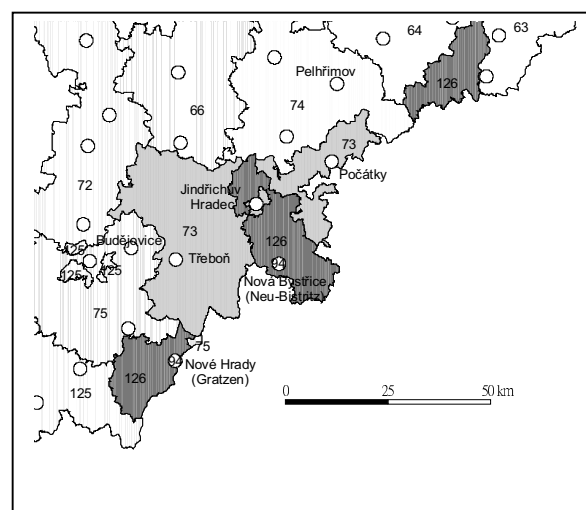 64
63
Pelhřimov
126
66
74
73
Počátky
72
Jindřichův
Hradec
73
126
Budějovice
125
125
125
Třeboň
94
Nová Bystřice
(Neu-Bistritz)
75
75
94
Nové Hrady
(Gratzen)
126
125
0
25
50 km